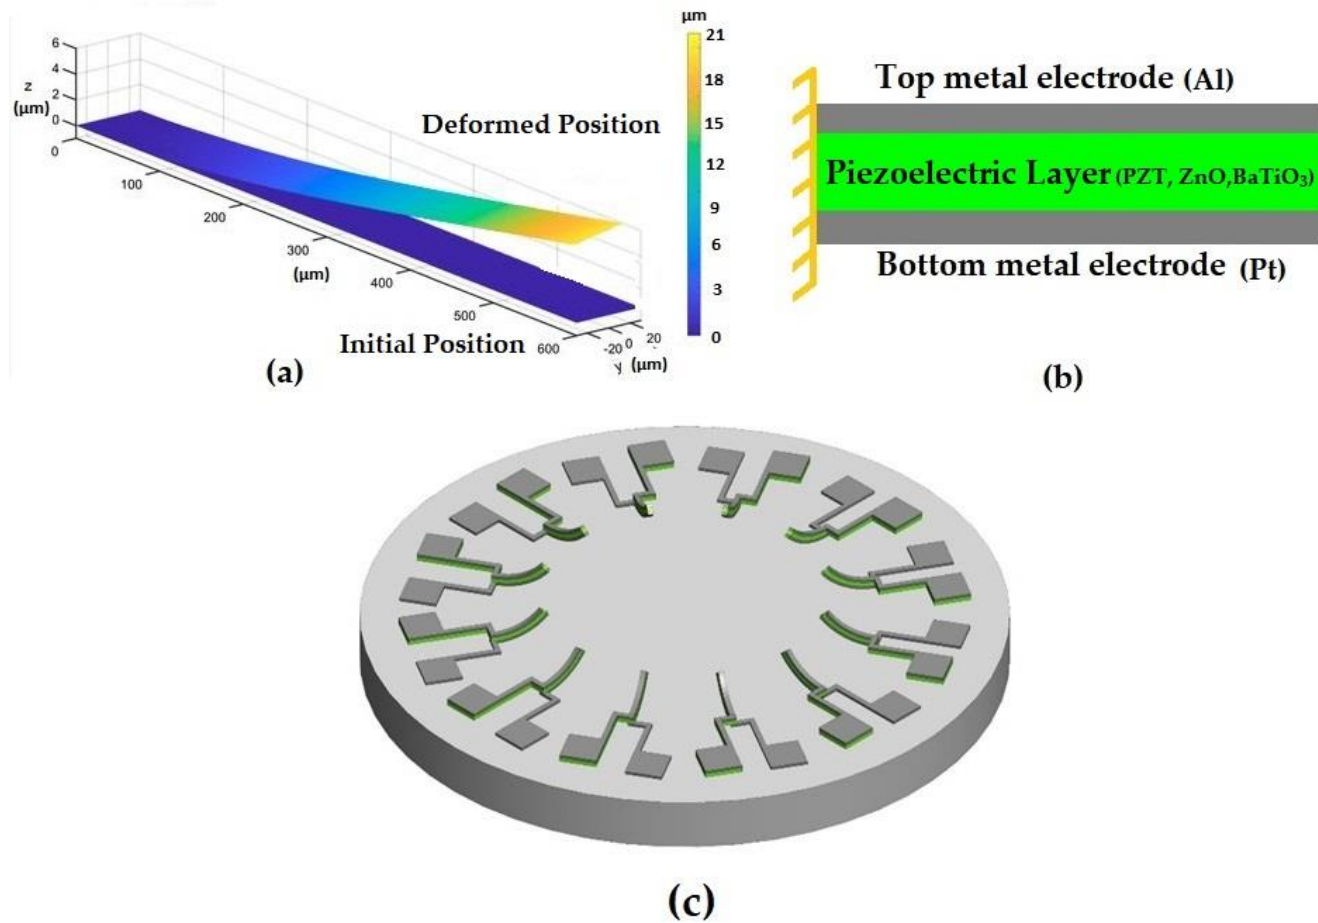 μm
21
18
15
12
9
6
3
0
6
4
2
0
z
(μm)
0
100
200
300
400
500
600
(μm)
-20
0
20
y
(μm)
Deformed Position
Initial Position
(a)
Top metal electrode (Al)
Piezoelectric Layer (PZT, ZnO,BaTiO₃)
Bottom metal electrode (Pt)
(b)
(c)